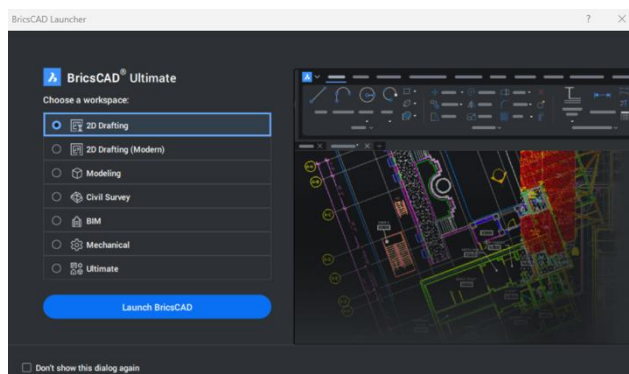 BricsCAD Launcher
BricsCAD® Ultimate
Choose a workspace:
2D Drafting
2D Drafting (Modern)
Modeling
Civil Survey
BIM
Mechanical
Ultimate
Launch BricsCAD
Don't show this dialog again